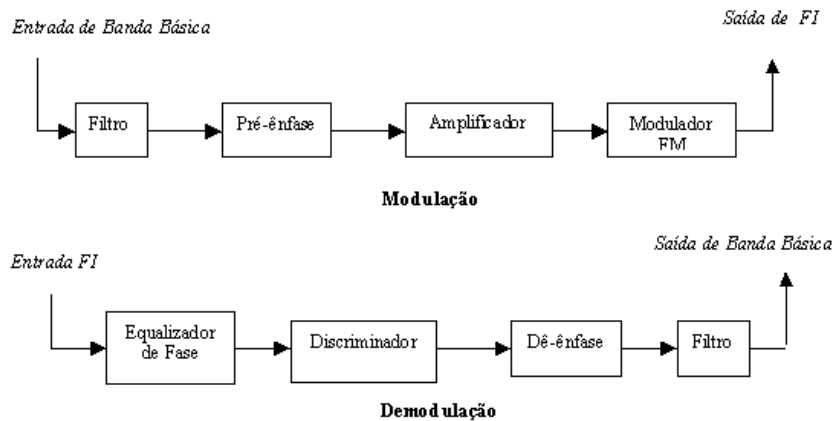 Entrada de Banda Básica
Saída de FI
Filtro
Pré-ênfase
Amplificador
Modulador
FM
Modulação
Entrada FI
Saída de Banda Básica
Equalizador
de Fase
Discriminador
Dê-ênfase
Filtro
Demodulação